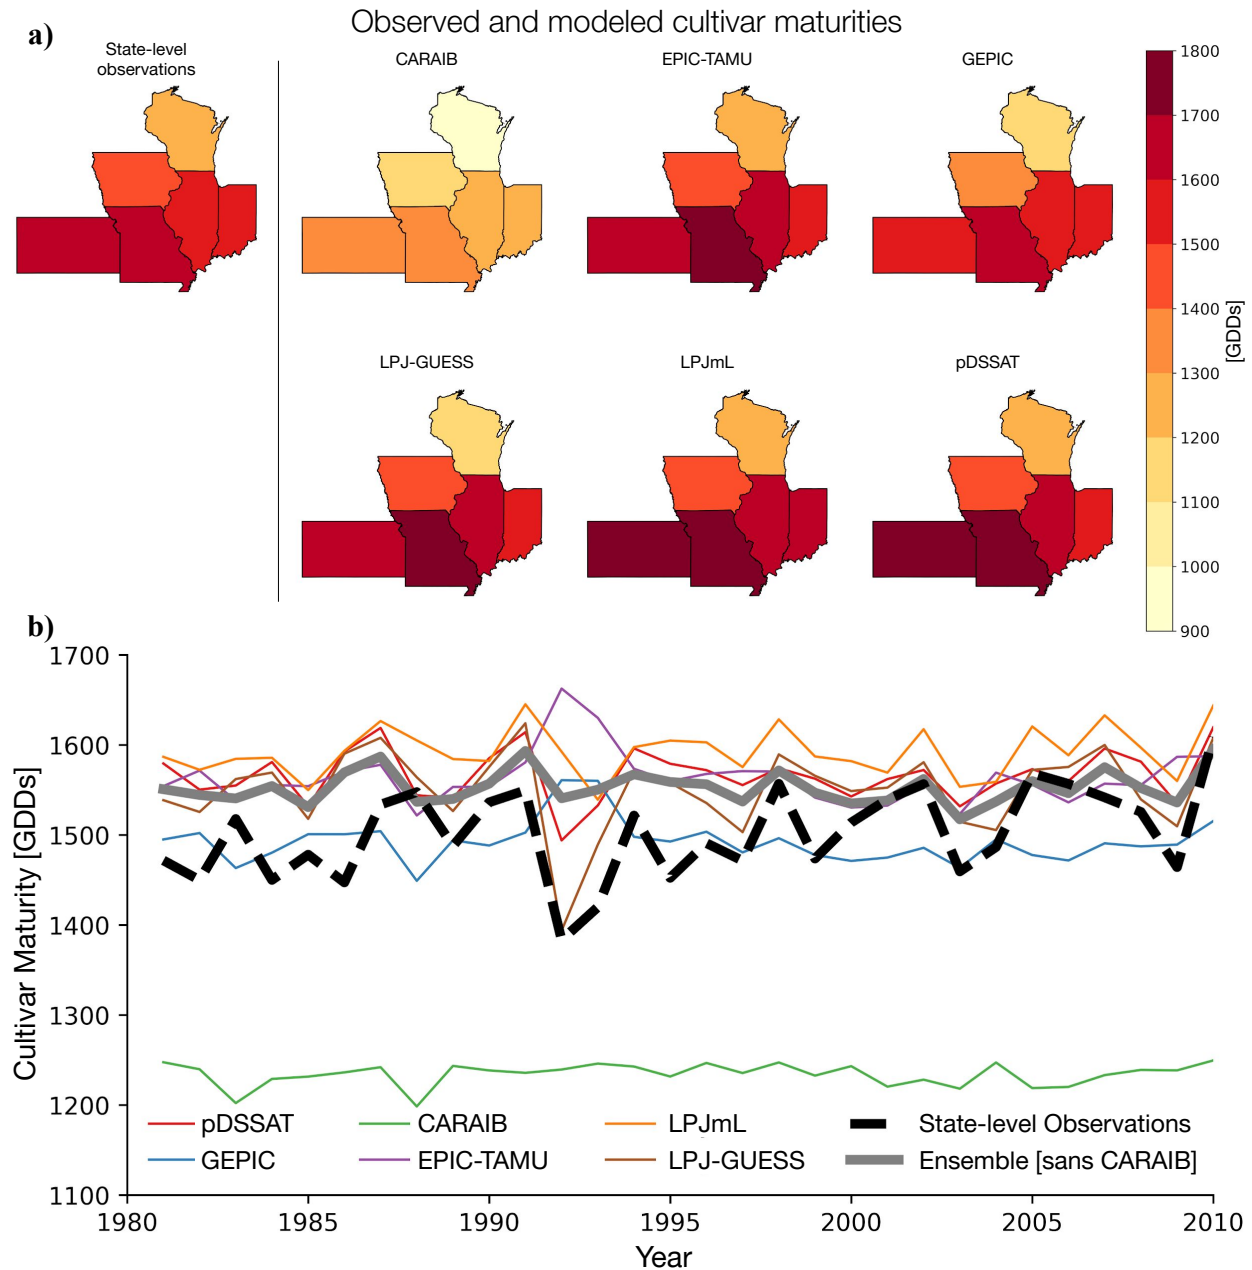 Observed and modeled cultivar maturities
a)
State-level
observations
CARAIB
EPIC-TAMU
GEPIC
LPJ-GUESS
LPJmL
pDSSAT
1800
1700
1600
1500
1400
1300
1200
1100
1000
900
[GDDs]
b)
1700
1600
1500
1400
1300
1200
1100
Cultivar Maturity [GDDs]
pDSSAT
CARAIB
LPJmL
State-level Observations
GEPIC
EPIC-TAMU
LPJ-GUESS
Ensemble [sans CARAIB]
1980
1985
1990
1995
2000
2005
2010
Year